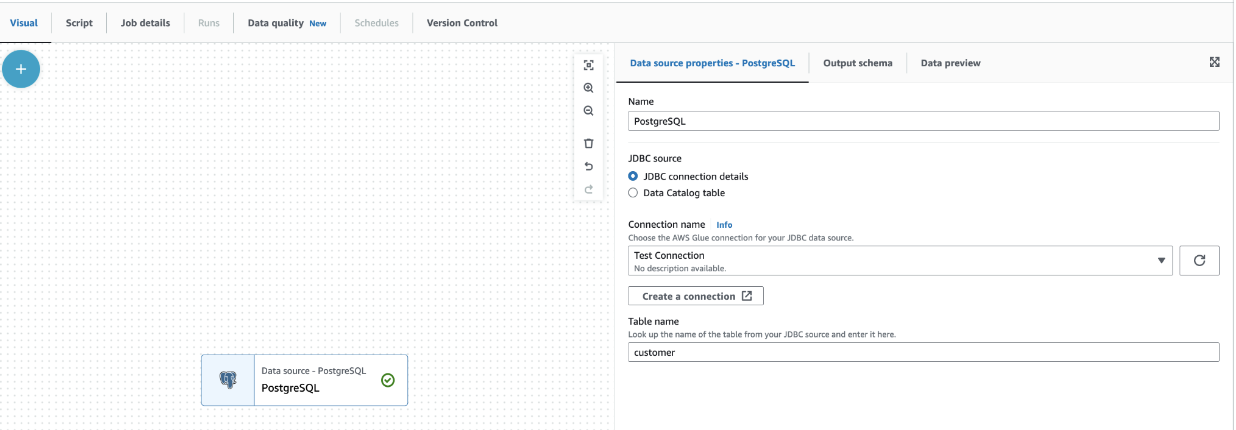 Visual
Script
Job details
Runs
Data quality New
Schedules
Version Control
Data source - PostgreSQL
PostgreSQL
Data source properties - PostgreSQL
Output schema
Data preview
Name
PostgreSQL
JDBC source
JDBC connection details
Data Catalog table
Connection name Info
Choose the AWS Glue connection for your JDBC data source.
Test Connection
No description available.
Create a connection
Table name
Look up the name of the table from your JDBC source and enter it here.
customer